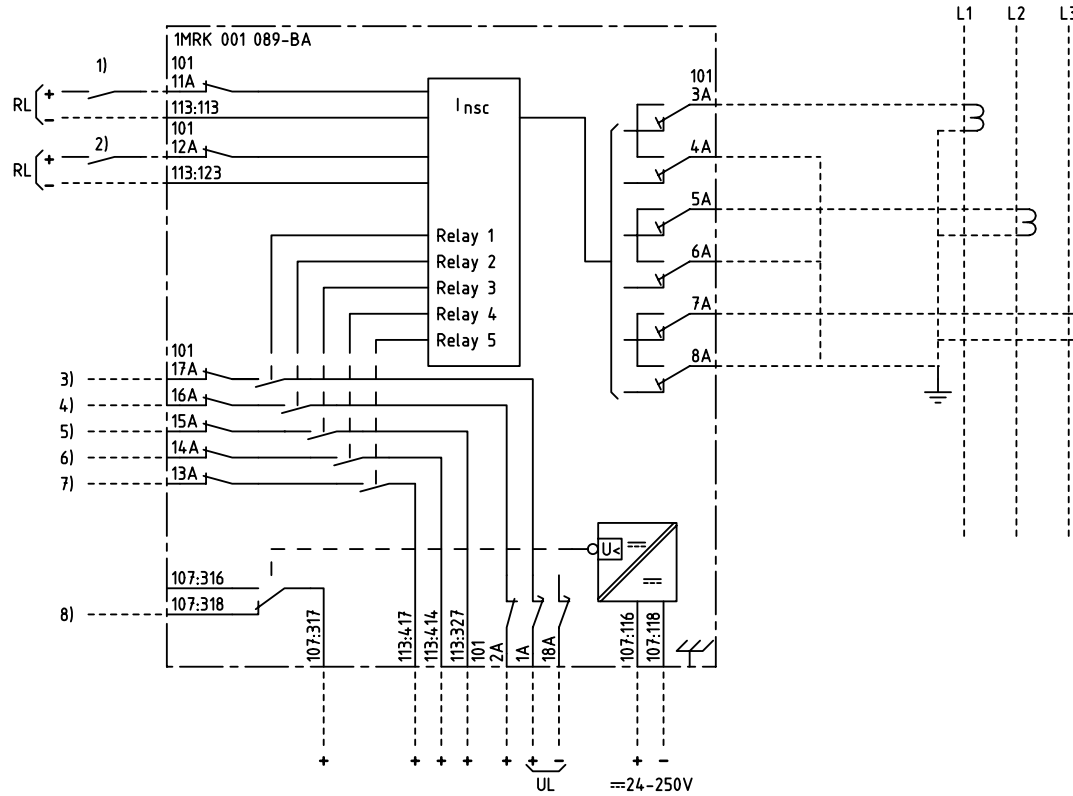 L1 L2 L3
1MRK 001 089-BA
1)
101
11A
RL + -
113:113
101
2)
12A
RL + -
113:123
Insc
Relay 1
Relay 2
Relay 3
Relay 4
Relay 5
101
3A
4A
5A
6A
7A
8A
101
3) 17A
4) 16A
5) 15A
6) 14A
7) 13A
U<
107:316
8) 107:318
107:317
113:417
113:414
113:327
101
2A
1A
18A
107:116
107:118
+ + + + + + - + -
UL
24-250V